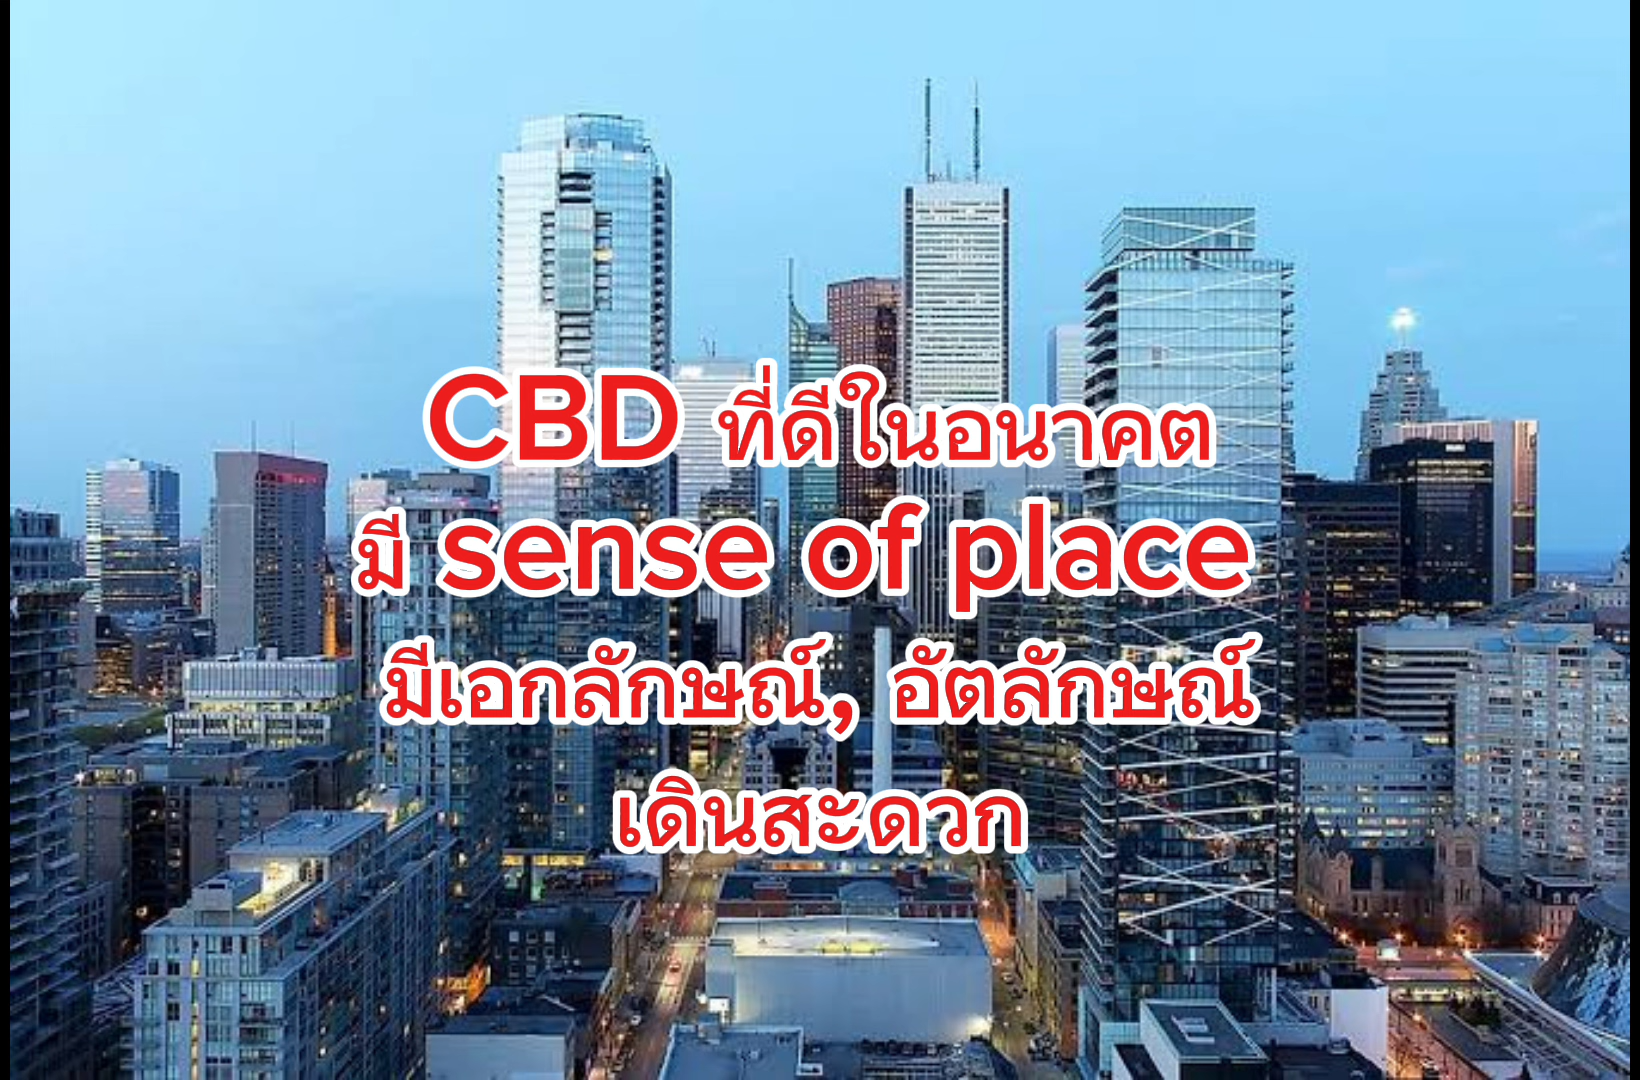 CBD ที่ดีในอนาคต
มี sense of place
มีเอกลักษณ์, อัตลักษณ์
เดินสะดวก